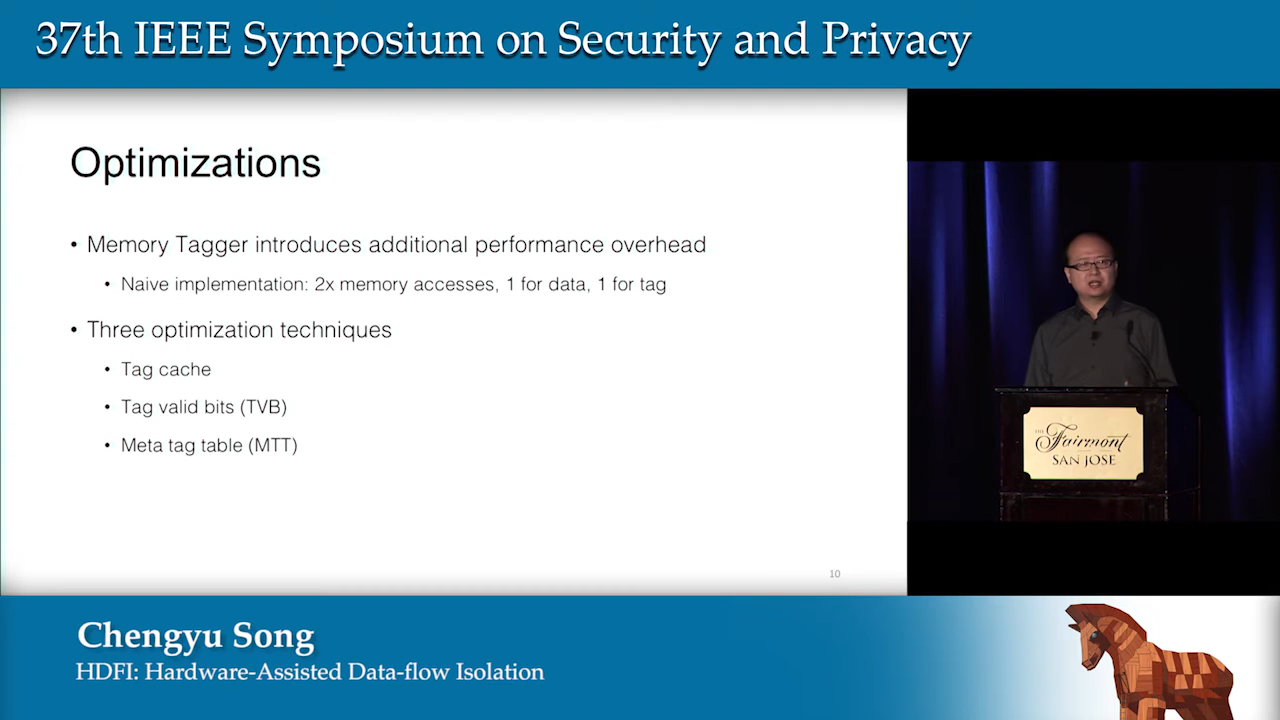 37th IEEE Symposium on Security and Privacy
Optimizations
• Memory Tagger introduces additional performance overhead
• Naive implementation: 2x memory accesses, 1 for data, 1 for tag
• Three optimization techniques
• Tag cache
• Tag valid bits (TVB)
• Meta tag table (MTT)
10
THE
Fairmont
SAN JOSE
Chengyu Song
HDFI: Hardware-Assisted Data-flow Isolation